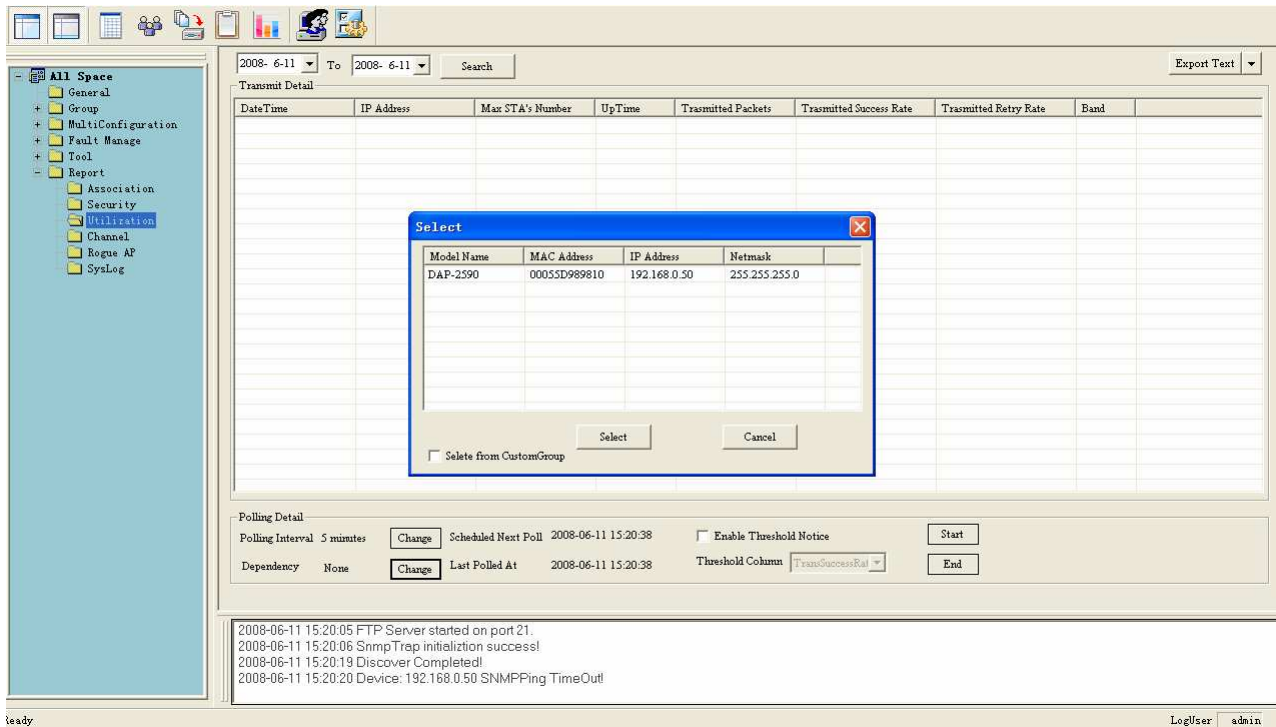 2008- 6-11 To 2008- 6-11 Search Export Text
All Space
General
Group
MultiConfiguration
Fault Manage
Tool
Report
Association
Security
Utilization
Channel
Rogue AP
SysLog
Transmit Detail
DateTime IP Address Max STA's Number UpTime Trasmitted Packets Trasmitted Success Rate Trasmitted Retry Rate Band
Select
Model Name MAC Address IP Address Netmask
DAP-2590 00055D989810 192.168.0.50 255.255.255.0
Select Cancel
Selete from CustomGroup
Polling Detail
Polling Interval 5 minutes Change Scheduled Next Poll 2008-06-11 15:20:38 Enable Threshold Notice Start
Dependency None Change Last Polled At 2008-06-11 15:20:38 Threshold Column TransSuccessRat End
2008-06-11 15:20:05 FTP Server started on port 21.
2008-06-11 15:20:06 SnmpTrap initializtion success!
2008-06-11 15:20:19 Discover Completed!
2008-06-11 15:20:20 Device: 192.168.0.50 SNMPPing TimeOut!
Ready LogUser admin